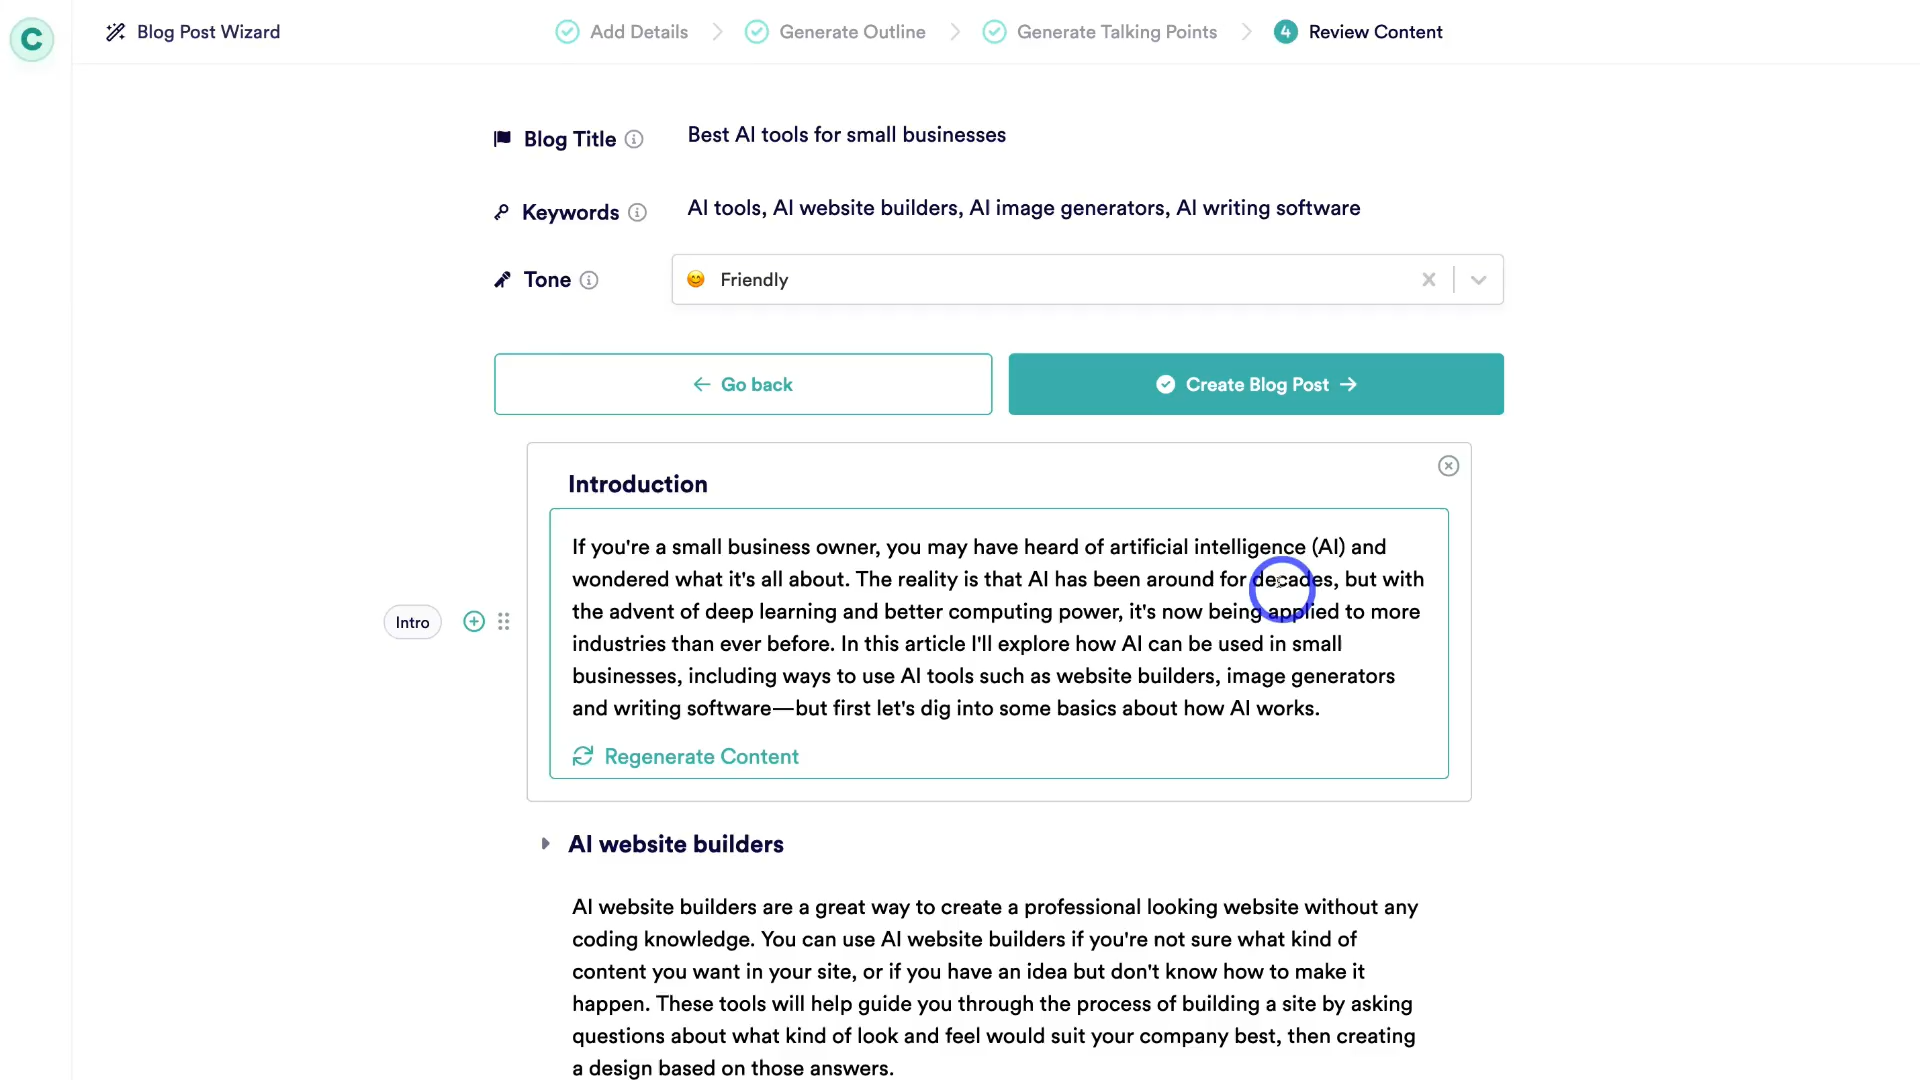 C
Blog Post Wizard
Add Details
Generate Outline
Generate Talking Points
4 Review Content
Blog Title
Best AI tools for small businesses
Keywords
AI tools, AI website builders, AI image generators, AI writing software
Tone
Friendly
Go back
Create Blog Post
Introduction
If you're a small business owner, you may have heard of artificial intelligence (AI) and
wondered what it's all about. The reality is that AI has been around for decades, but with
the advent of deep learning and better computing power, it's now being applied to more
industries than ever before. In this article I'll explore how AI can be used in small
businesses, including ways to use AI tools such as website builders, image generators
and writing software—but first let's dig into some basics about how AI works.
Intro
Regenerate Content
AI website builders
AI website builders are a great way to create a professional looking website without any
coding knowledge. You can use AI website builders if you're not sure what kind of
content you want in your site, or if you have an idea but don't know how to make it
happen. These tools will help guide you through the process of building a site by asking
questions about what kind of look and feel would suit your company best, then creating
a design based on those answers.